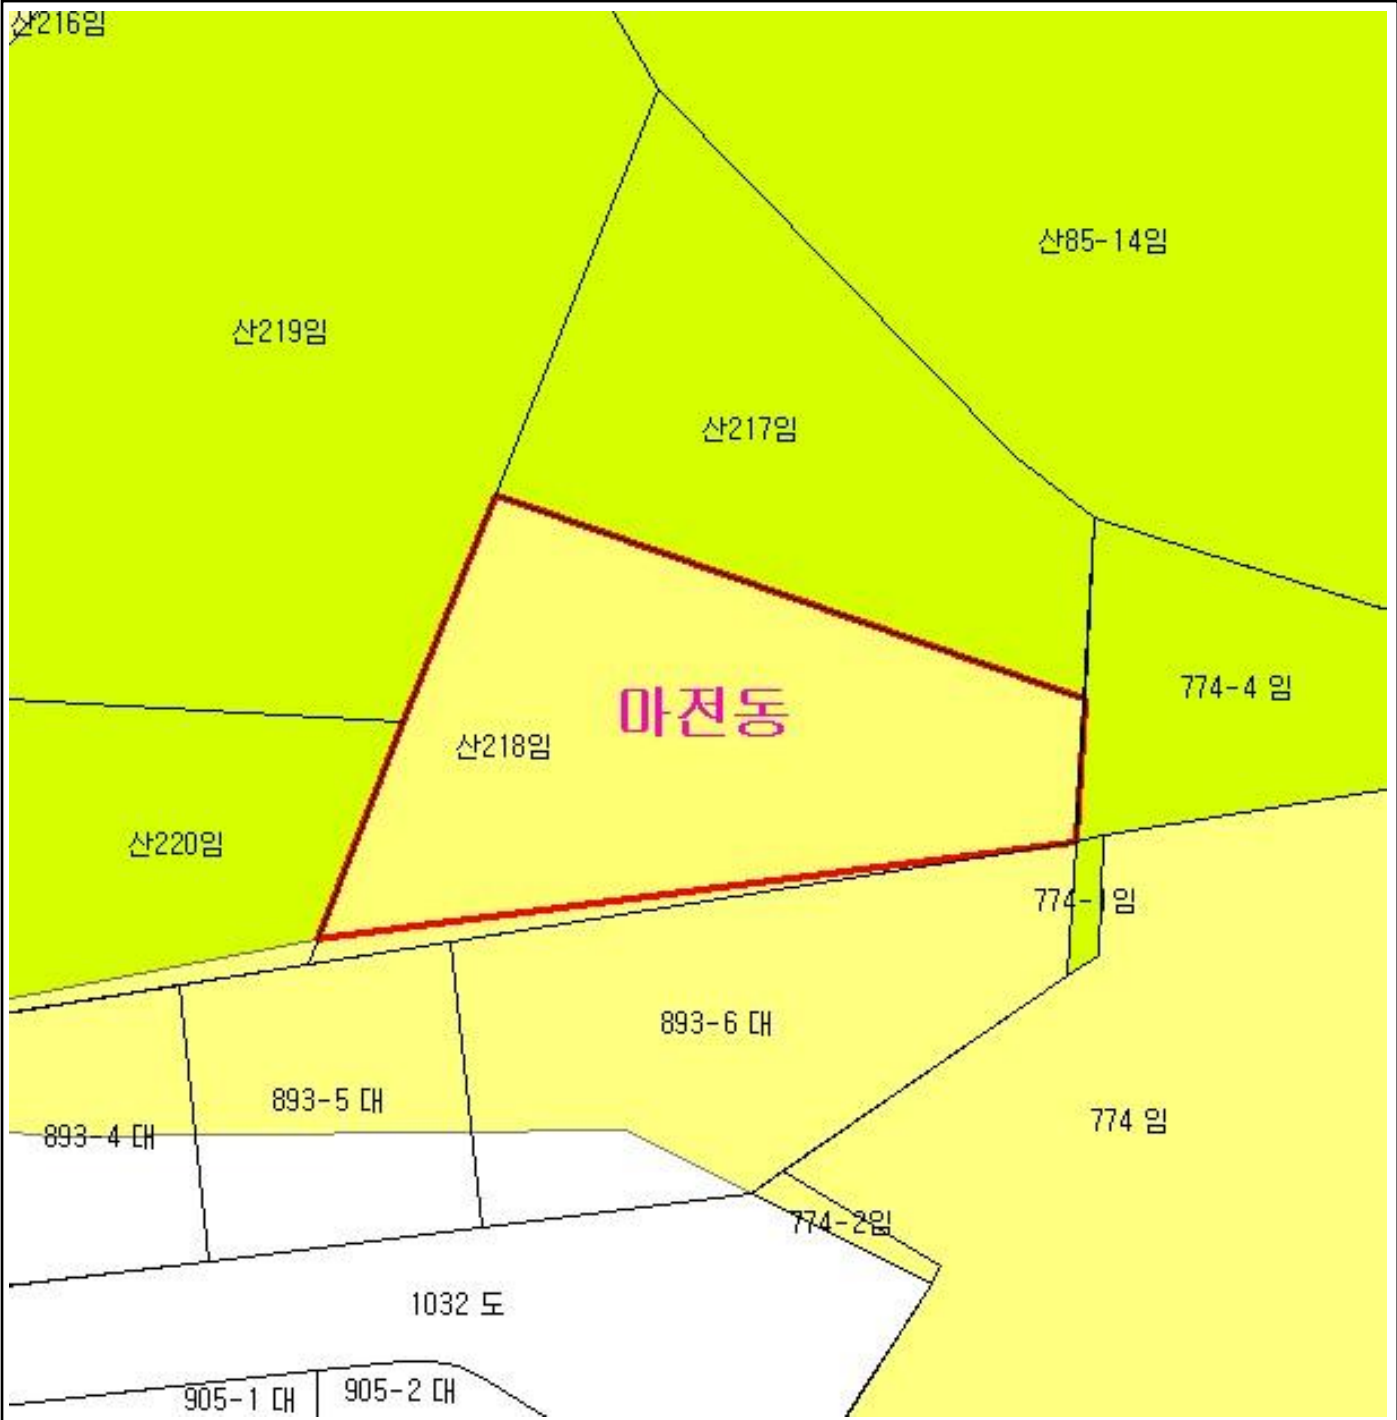 산216임
산85-14임
산219임
산217임
774-4 임
마전동
산218임
산220임
774-1임
893-6 대
893-5 대
774 임
893-4 대
774-2임
1032 도
905-2 대
905-1 대